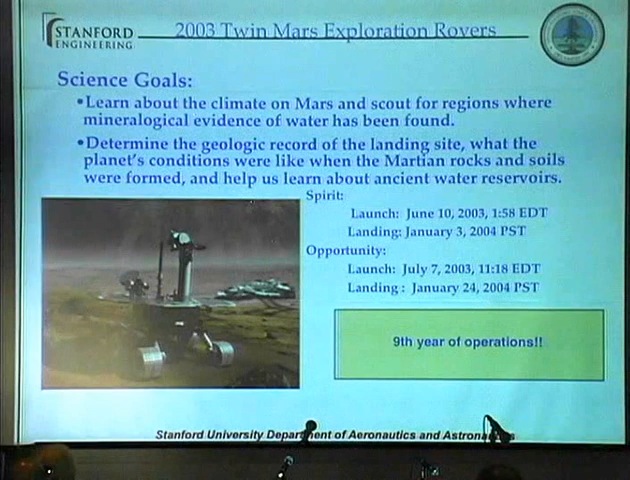 STANFORD
ENGINEERING
2003 Twin Mars Exploration Rovers
Science Goals:
•Learn about the climate on Mars and scout for regions where
mineralogical evidence of water has been found.
•Determine the geologic record of the landing site, what the
planet's conditions were like when the Martian rocks and soils
were formed, and help us learn about ancient water reservoirs.
Spirit:
Launch: June 10, 2003, 1:58 EDT
Landing: January 3, 2004 PST
Opportunity:
Launch: July 7, 2003, 11:18 EDT
Landing : January 24, 2004 PST
9th year of operations!!
Stanford University Department of Aeronautics and Astronautics